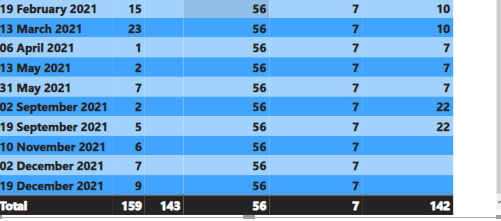 19 February 2021 15 56 7 10
13 March 2021 23 56 7 10
06 April 2021 1 56 7 7
13 May 2021 2 56 7 7
31 May 2021 7 56 7 7
02 September 2021 2 56 7 22
19 September 2021 5 56 7 22
10 November 2021 6 56 7
02 December 2021 7 56 7
19 December 2021 9 56 7
Total 159 143 56 7 142